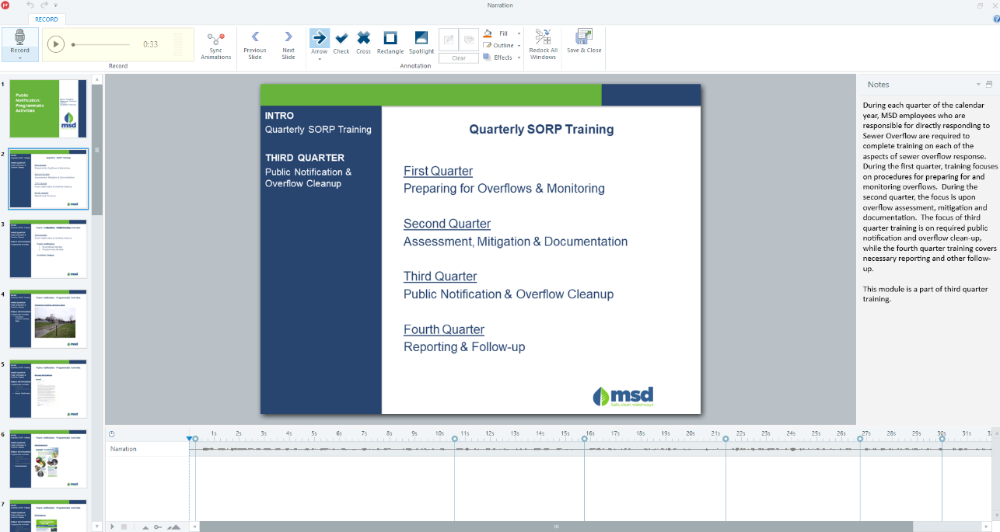 Narration
RECORD
Record
0:33
Sync
Animations
Previous
Slide
Next
Slide
Arrow
Check
Cross
Rectangle
Spotlight
Clear
Fill
Outline
Effects
Redock All
Windows
Save & Close
Record
Annotation
1
Public
Notification:
Programmatic
Activities
msd
2
3
4
5
6
7
INTRO
Quarterly SORP Training
THIRD QUARTER
Public Notification &
Overflow Cleanup
Quarterly SORP Training
First Quarter
Preparing for Overflows & Monitoring
Second Quarter
Assessment, Mitigation & Documentation
Third Quarter
Public Notification & Overflow Cleanup
Fourth Quarter
Reporting & Follow-up
msd
Safe, clean waterways
Notes
During each quarter of the calendar
year, MSD employees who are
responsible for directly responding to
Sewer Overflow are required to
complete training on each of the
aspects of sewer overflow response.
During the first quarter, training focuses
on procedures for preparing for and
monitoring overflows. During the
second quarter, the focus is upon
overflow assessment, mitigation and
documentation. The focus of third
quarter training is on required public
notification and overflow clean-up,
while the fourth quarter training covers
necessary reporting and other follow-
up.
This module is a part of third quarter
training.
1s 2s 3s 4s 5s 6s 7s 8s 9s 10s 11s 12s 13s 14s 15s 16s 17s 18s 19s 20s 21s 22s 23s 24s 25s 26s 27s 28s 29s 30s 31s
Narration